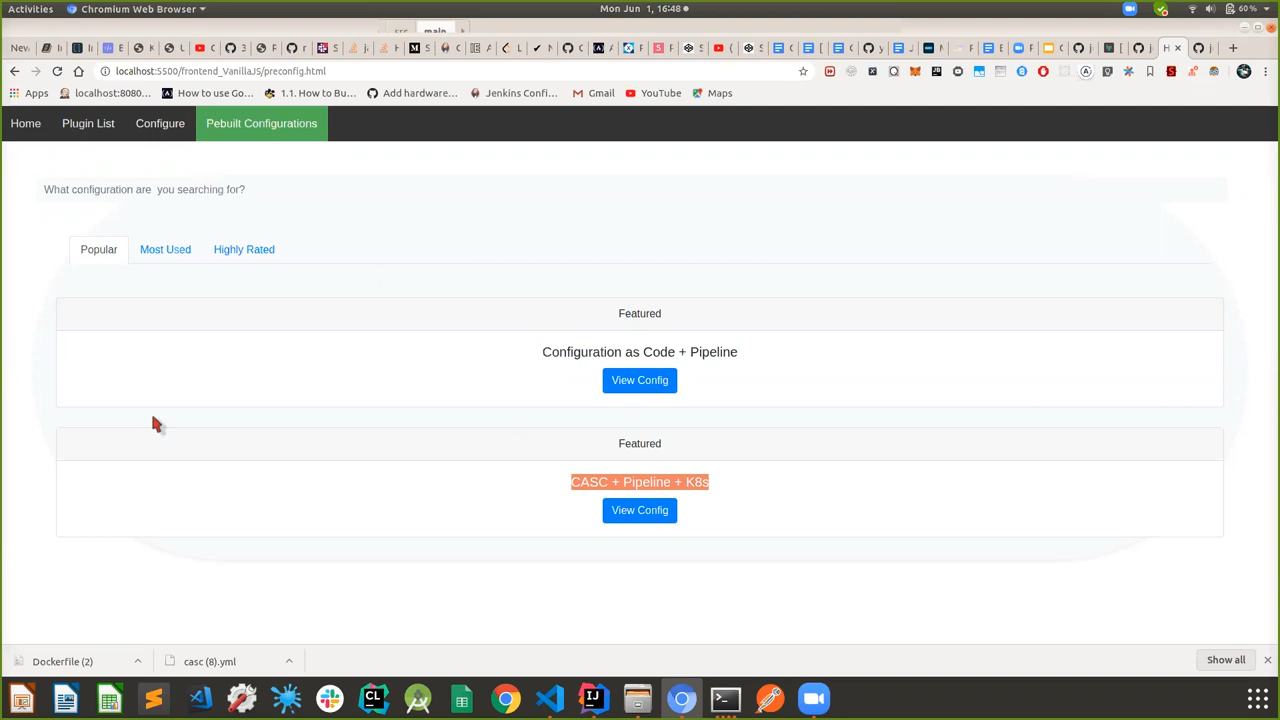 Activities
Chromium Web Browser
Mon Jun 1, 16:48
60 %
src
main
localhost:5500/frontend_VanillaJS/preconfig.html
Apps
localhost:8080...
How to use Go...
1.1. How to Bu...
Add hardware...
Jenkins Confi...
Gmail
YouTube
Maps
Home
Plugin List
Configure
Pebuilt Configurations
What configuration are you searching for?
Popular
Most Used
Highly Rated
Featured
Configuration as Code + Pipeline
View Config
Featured
CASC + Pipeline + K8s
View Config
Dockerfile (2)
casc (8).yml
Show all